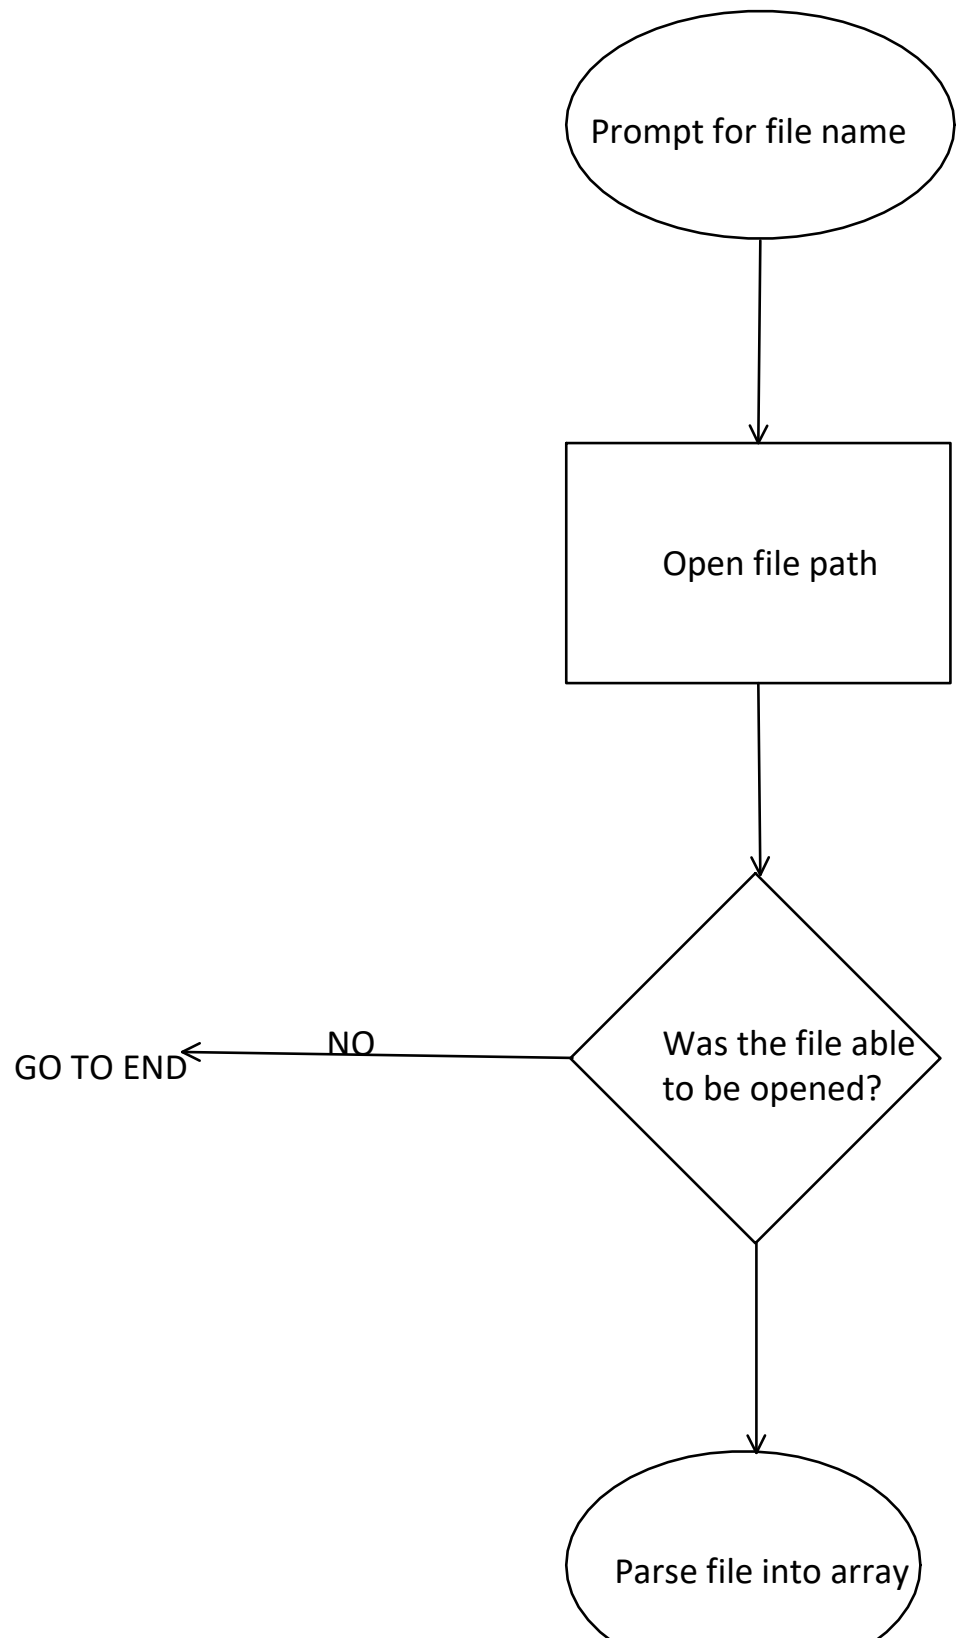 Prompt for file name
Open file path
Was the file able
to be opened?
NO
GO TO END
Parse file into array